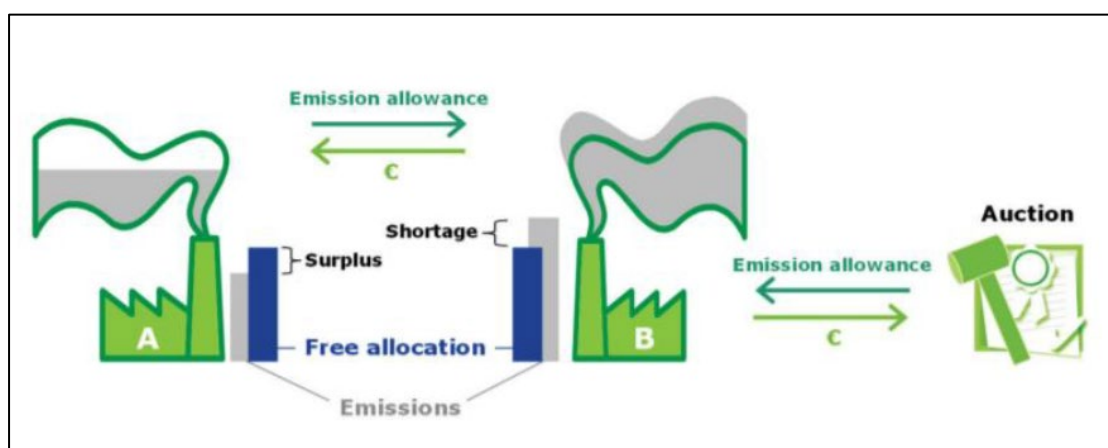 Emission allowance
€
Auction
Shortage
Surplus
Emission allowance
€
A
B
Free allocation
Emissions